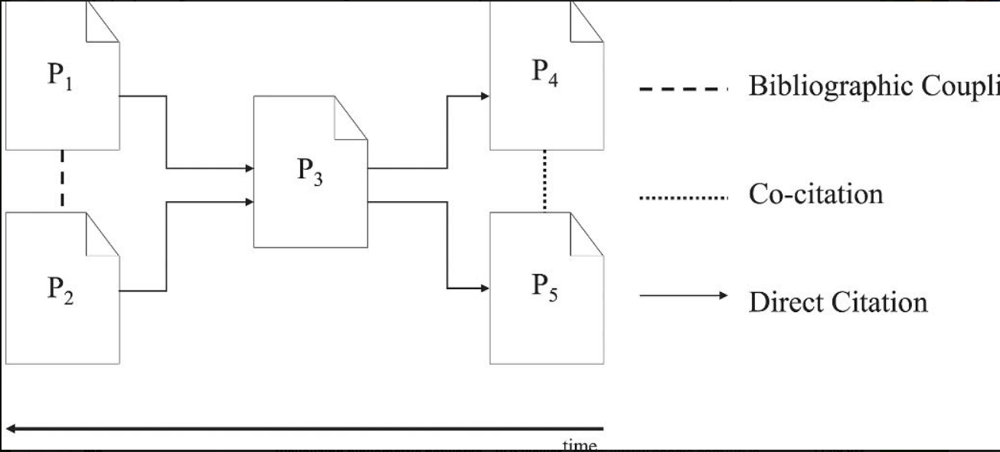 P1
P4
Bibliographic Coupli
P3
Co-citation
P2
P5
Direct Citation
time